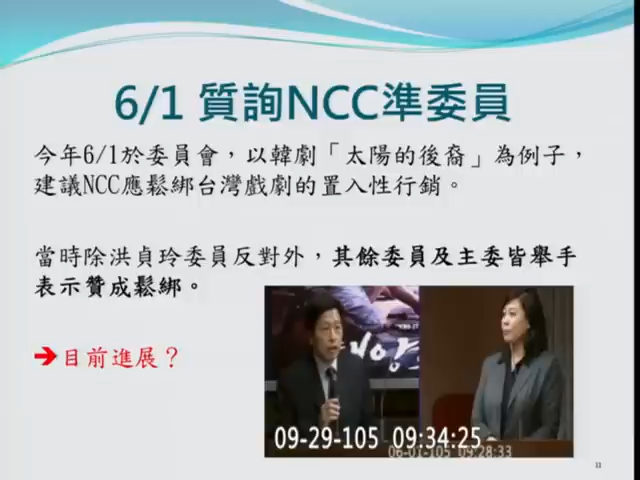 6/1 質詢NCC準委員
今年6/1於委員會，以韓劇「太陽的後裔」為例子，
建議NCC應鬆綁台灣戲劇的置入性行銷。
當時除洪貞玲委員反對外，其餘委員及主委皆舉手
表示贊成鬆綁。
➔目前進展？
09-29-105 09:34:25
06-07-105 09:28:33
11